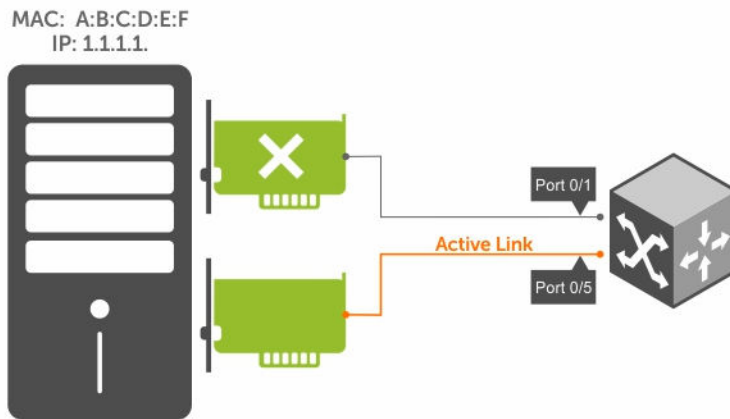 MAC: A:B:C:D:E:F
IP: 1.1.1.1.
Port 0/1
Active Link
Port 0/5